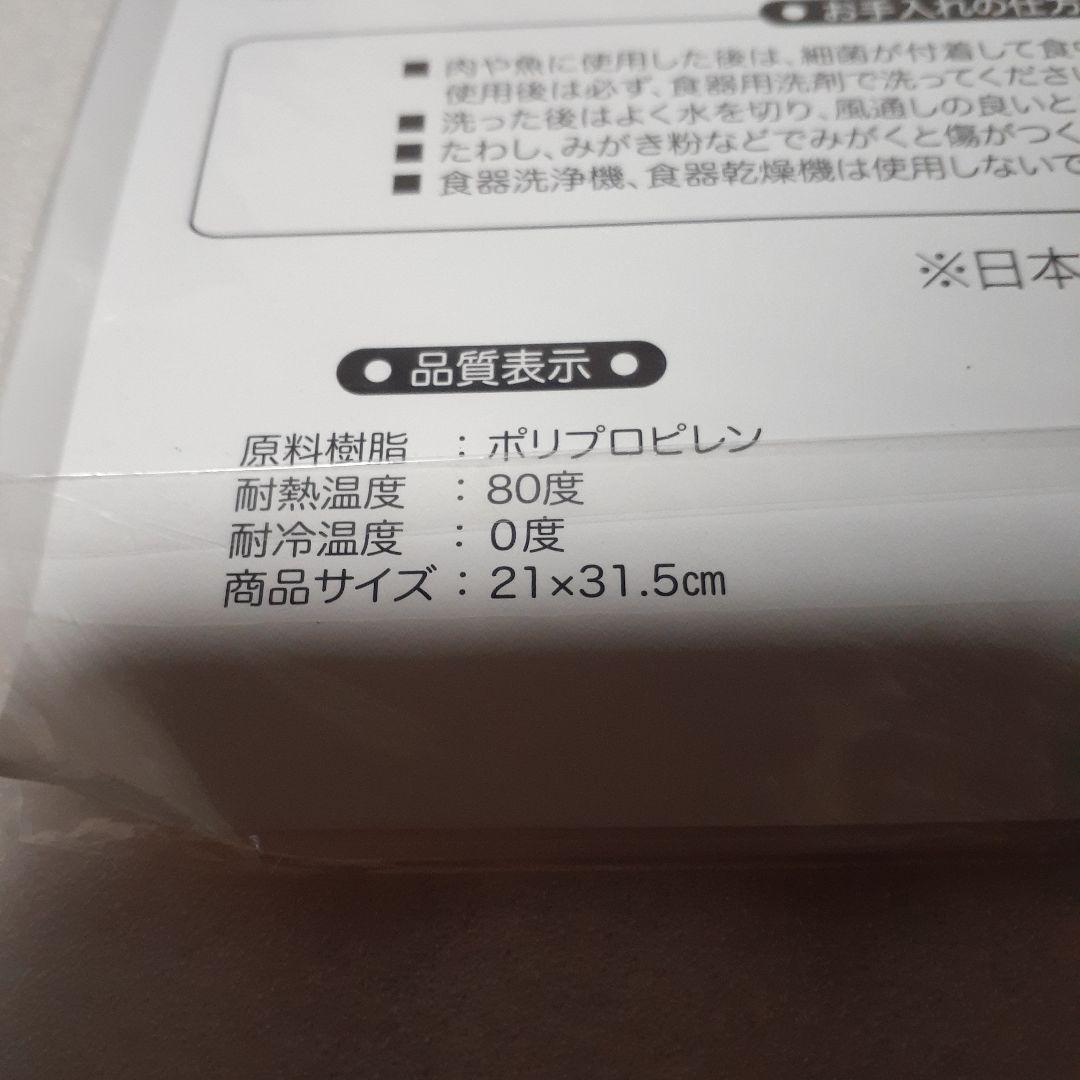 お手入れの仕方
■ 肉や魚に使用した後は、細菌が付着して食
使用後は必ず、食器用洗剤で洗ってくださ
■ 洗った後はよく水を切り、風通しの良いと
■ たわし、みがき粉などでみがくと傷がつく
■ 食器洗浄機、食器乾燥機は使用しないで
※日本
品質表示
原料樹脂 : ポリプロピレン
耐熱温度 : 80度
耐冷温度 : 0度
商品サイズ : 21×31.5cm